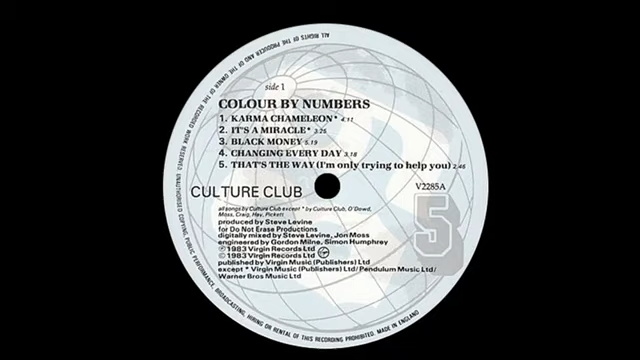 ALL RIGHTS OF THE PRODUCER AND OF THE OWNER OF THE RECORDED WORK RESERVED. UNAUTHORISED COPYING, PUBLIC PERFORMANCE, BROADCASTING, HIRING OR RENTAL OF THIS RECORDING PROHIBITED. MADE IN ENGLAND
side 1
COLOUR BY NUMBERS
1. KARMA CHAMELEON* 4.11
2. IT'S A MIRACLE* 3.25
3. BLACK MONEY 5.19
4. CHANGING EVERY DAY 3.18
5. THAT'S THE WAY (I'm only trying to help you) 2.46
CULTURE CLUB
V2285A
all songs by Culture Club except * by Culture Club, O'Dowd,
Moss, Craig, Hay, Pickett
produced by Steve Levine
for Do Not Erase Productions
digitally mixed by Steve Levine, Jon Moss
engineered by Gordon Milne, Simon Humphrey
℗ 1983 Virgin Records Ltd
© 1983 Virgin Records Ltd
published by Virgin Music (Publishers) Ltd
except * Virgin Music (Publishers) Ltd/Pendulum Music Ltd/
Warner Bros Music Ltd
5